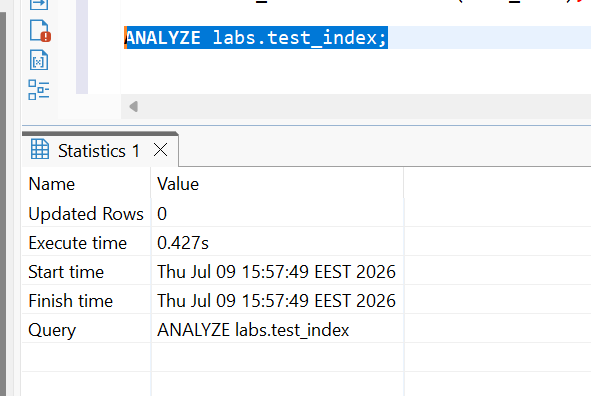 ANALYZE labs.test_index;
Statistics 1
Name Value
Updated Rows 0
Execute time 0.427s
Start time Thu Jul 09 15:57:49 EEST 2026
Finish time Thu Jul 09 15:57:49 EEST 2026
Query ANALYZE labs.test_index